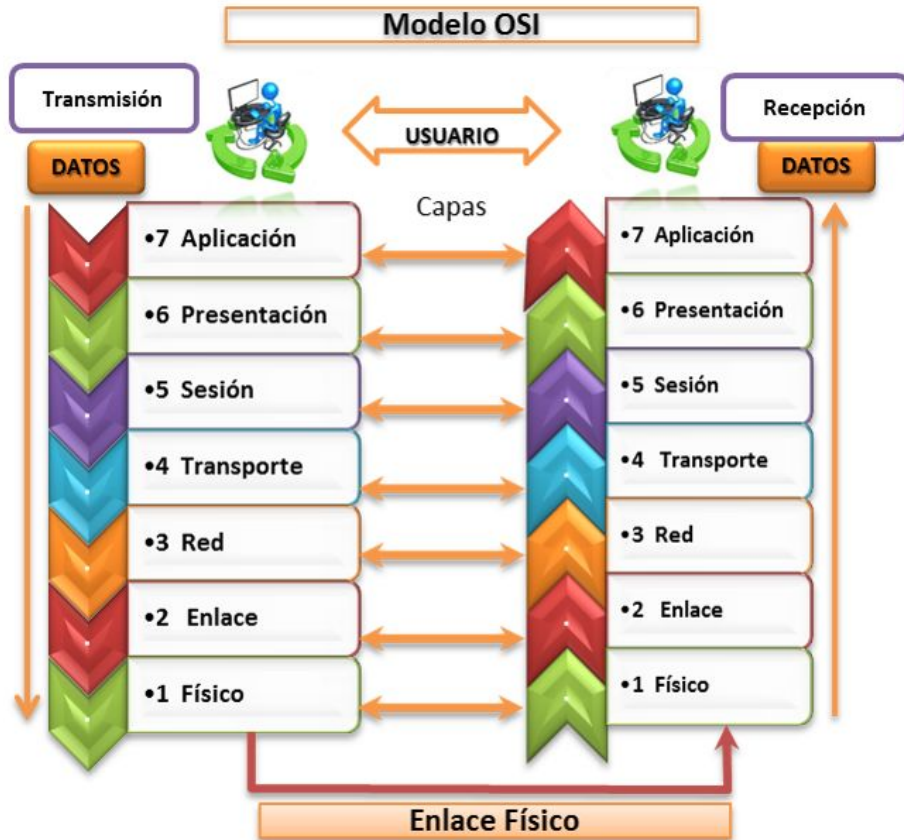 Modelo OSI
Transmisión
Recepción
USUARIO
DATOS
DATOS
Capas
•7 Aplicación
•6 Presentación
•5 Sesión
•4 Transporte
•3 Red
•2 Enlace
•1 Físico
•7 Aplicación
•6 Presentación
•5 Sesión
•4 Transporte
•3 Red
•2 Enlace
•1 Físico
Enlace Físico